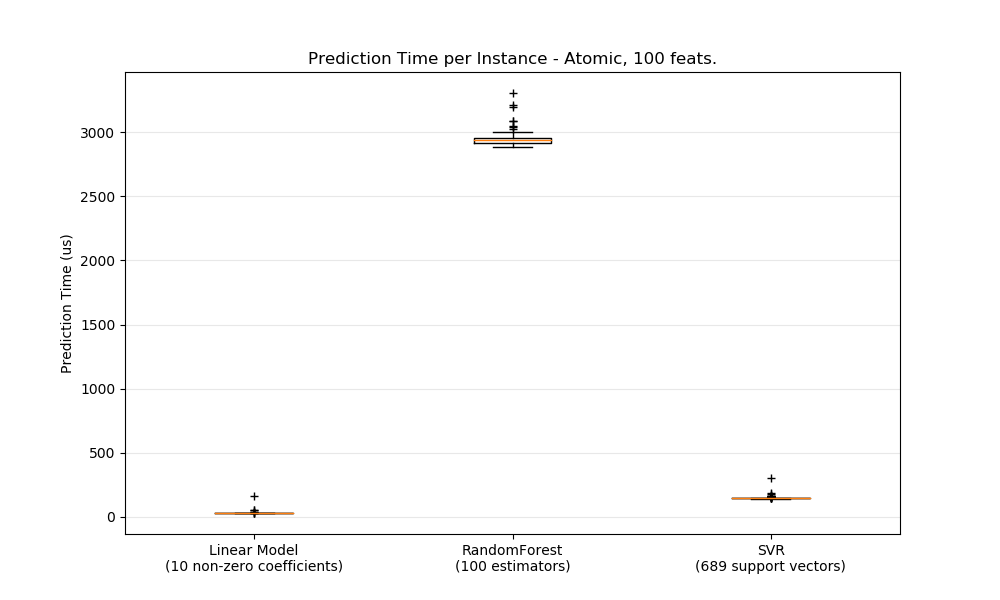 Prediction Time per Instance - Atomic, 100 feats.
Prediction Time (us)
3000
2500
2000
1500
1000
500
0
Linear Model
(10 non-zero coefficients)
RandomForest
(100 estimators)
SVR
(689 support vectors)